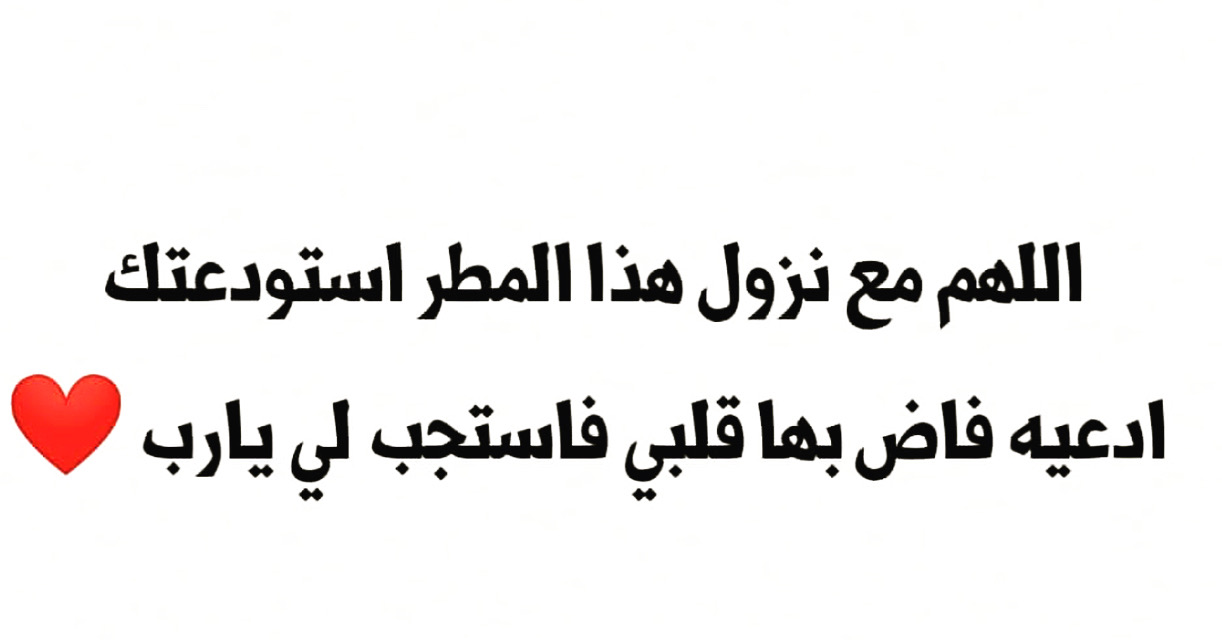 اللهم مع نزول هذا المطر استودعتك
ادعيه فاض بها قلبي فاستجب لي يارب ❤️